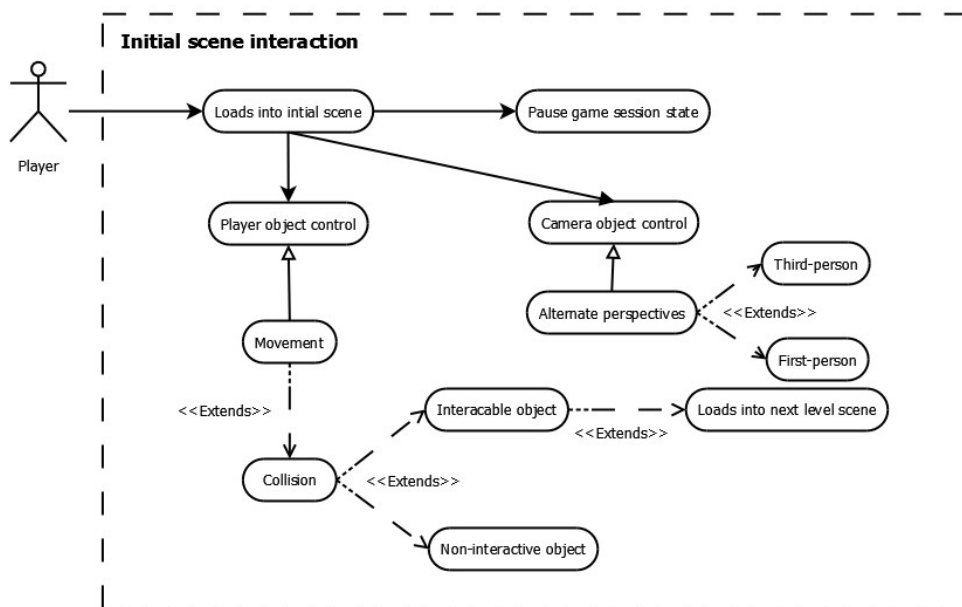 Initial scene interaction
Player
Loads into intial scene
Pause game session state
Player object control
Camera object control
Third-person
Alternate perspectives
<<Extends>>
First-person
Movement
<<Extends>>
Interacable object
<<Extends>>
Loads into next level scene
Collision
<<Extends>>
Non-interactive object